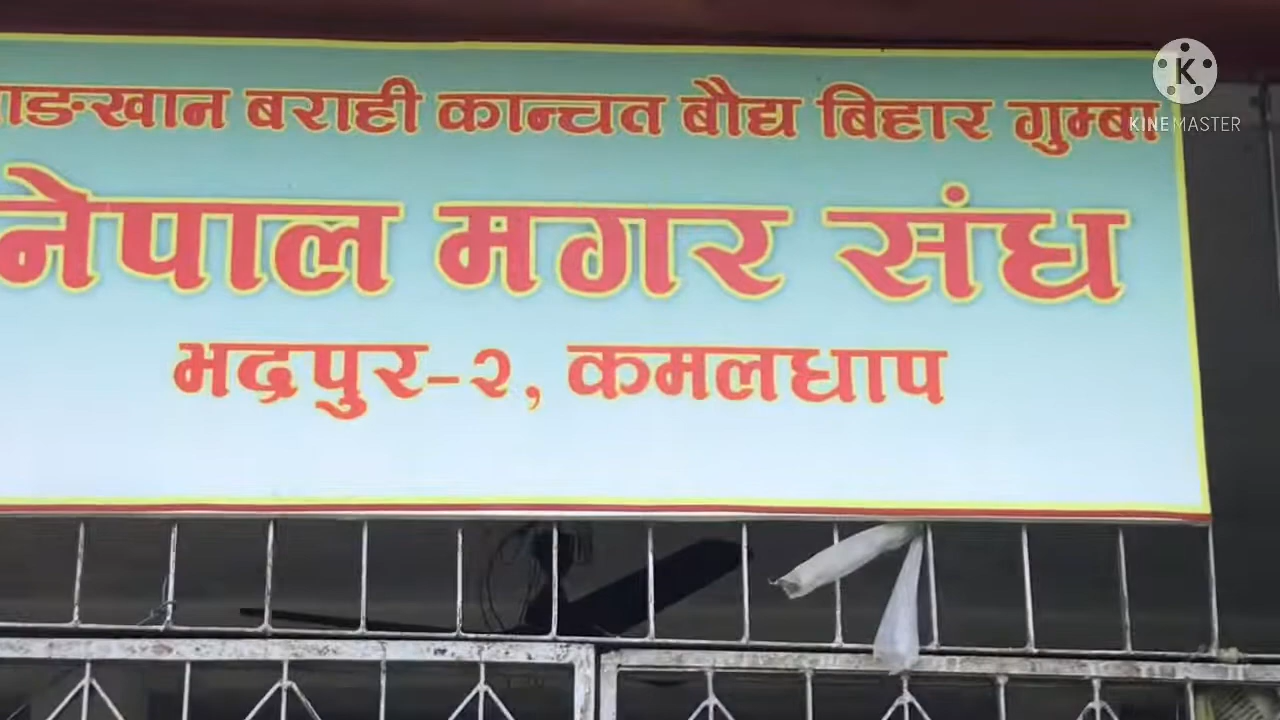 बराही कान्चत बौद्य बिहार गुम्बा
नेपाल मगर संघ
भद्रपुर-२, कमलधाप
KINEMASTER